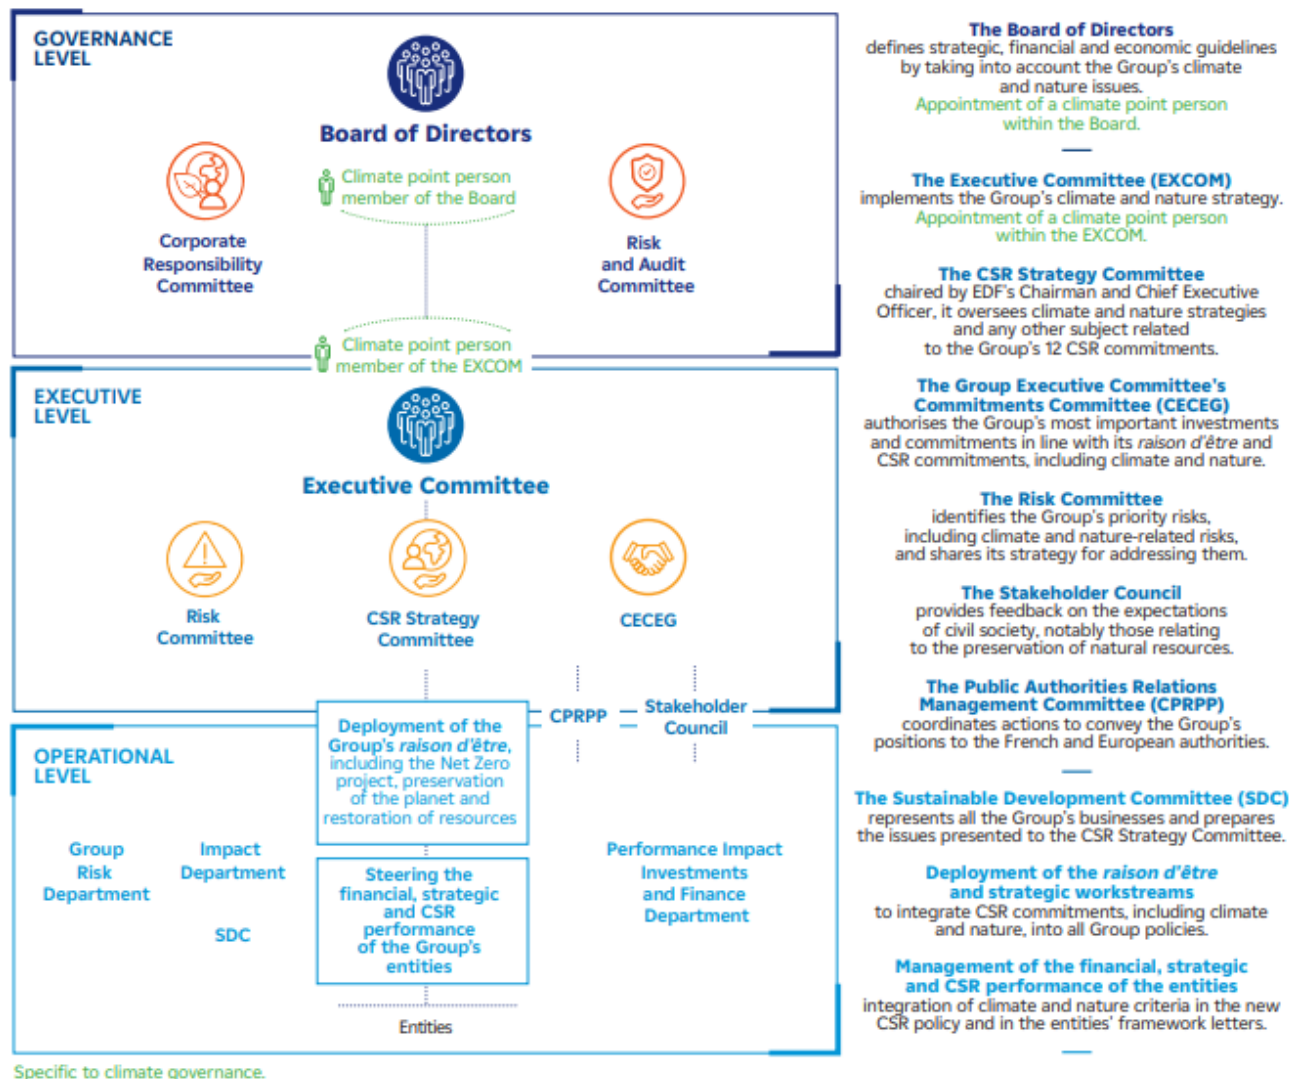 GOVERNANCE
LEVEL
Board of Directors
Climate point person
member of the Board
Corporate
Responsibility
Committee
Risk
and Audit
Committee
Climate point person
member of the EXCOM
EXECUTIVE
LEVEL
Executive Committee
Risk
Committee
CSR Strategy
Committee
CECEG
CPRPP
Stakeholder
Council
OPERATIONAL
LEVEL
Deployment of the
Group's raison d'être,
including the Net Zero
project, preservation
of the planet and
restoration of resources
Group
Risk
Department
Impact
Department
SDC
Steering the
financial, strategic
and CSR
performance
of the Group's
entities
Performance Impact
Investments
and Finance
Department
Entities
Specific to climate governance.
The Board of Directors
defines strategic, financial and economic guidelines
by taking into account the Group's climate
and nature issues.
Appointment of a climate point person
within the Board.
The Executive Committee (EXCOM)
implements the Group's climate and nature strategy.
Appointment of a climate point person
within the EXCOM.
The CSR Strategy Committee
chaired by EDF's Chairman and Chief Executive
Officer, it oversees climate and nature strategies
and any other subject related
to the Group's 12 CSR commitments.
The Group Executive Committee's
Commitments Committee (CECEG)
authorises the Group's most important investments
and commitments in line with its raison d'être and
CSR commitments, including climate and nature.
The Risk Committee
identifies the Group's priority risks,
including climate and nature-related risks,
and shares its strategy for addressing them.
The Stakeholder Council
provides feedback on the expectations
of civil society, notably those relating
to the preservation of natural resources.
The Public Authorities Relations
Management Committee (CPRPP)
coordinates actions to convey the Group's
positions to the French and European authorities.
The Sustainable Development Committee (SDC)
represents all the Group's businesses and prepares
the issues presented to the CSR Strategy Committee.
Deployment of the raison d'être
and strategic workstreams
to integrate CSR commitments, including climate
and nature, into all Group policies.
Management of the financial, strategic
and CSR performance of the entities
integration of climate and nature criteria in the new
CSR policy and in the entities' framework letters.